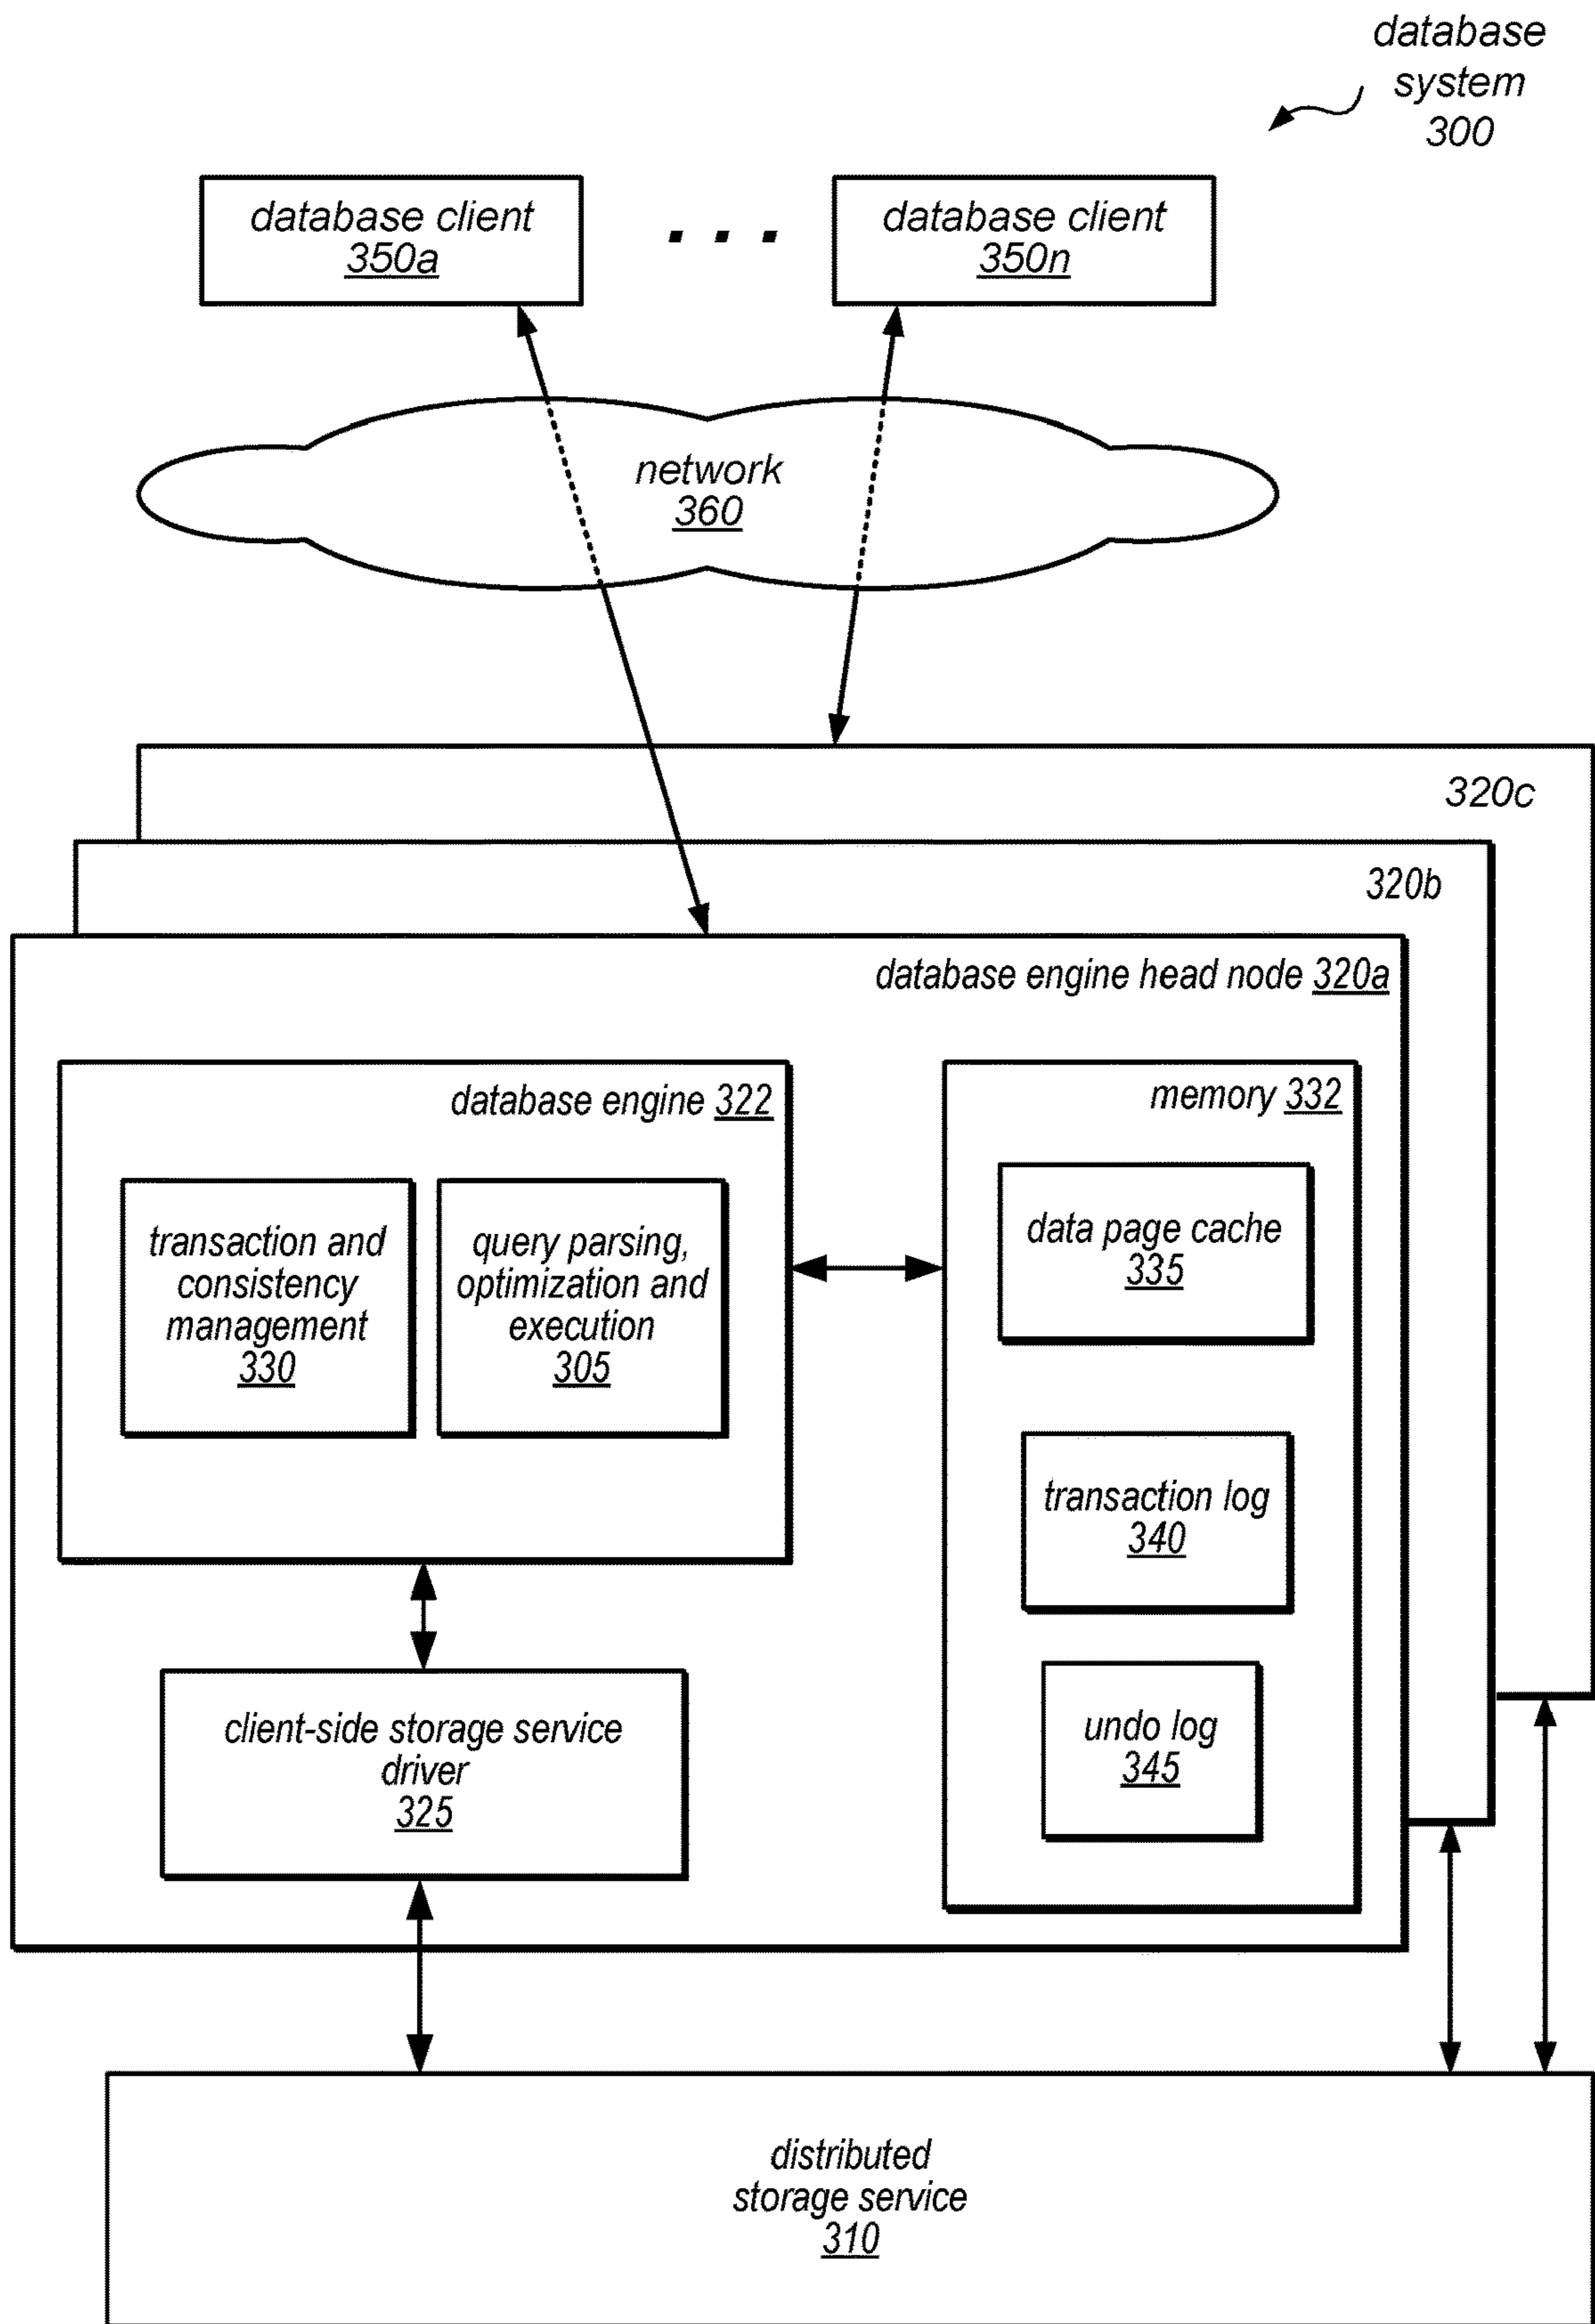 database
system
300
database client
350a
. . .
database client
350n
network
360
320c
320b
database engine head node 320a
database engine 322
transaction and
consistency
management
330
query parsing,
optimization and
execution
305
memory 332
data page cache
335
transaction log
340
undo log
345
client-side storage service
driver
325
distributed
storage service
310